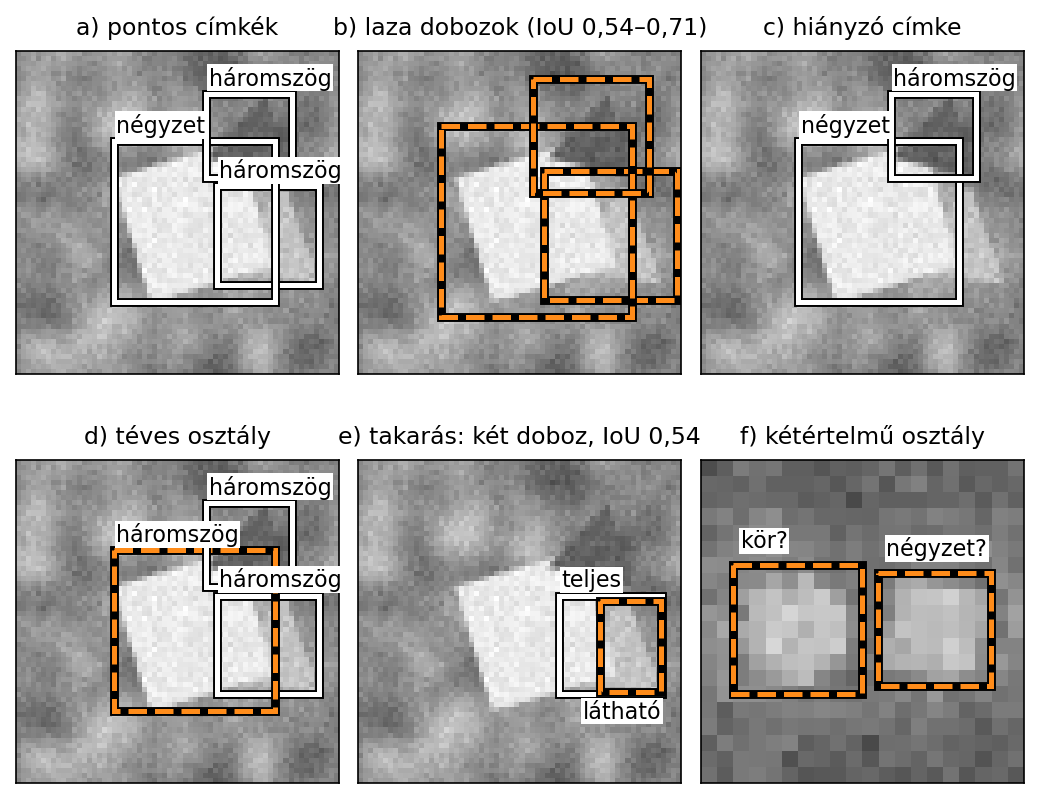 a) pontos címkék
b) laza dobozok (IoU 0,54–0,71)
c) hiányzó címke
háromszög
négyzet
háromszög
háromszög
négyzet
d) téves osztály
e) takarás: két doboz, IoU 0,54
f) kétértelmű osztály
háromszög
háromszög
háromszög
teljes
látható
kör?
négyzet?